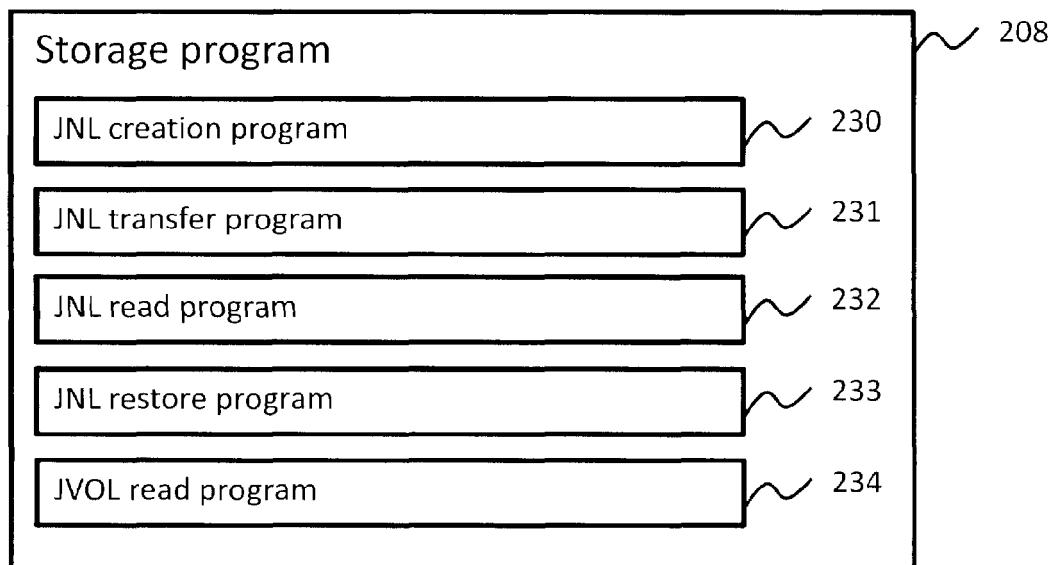 208
Storage program
JNL creation program 230
JNL transfer program 231
JNL read program 232
JNL restore program 233
JVOL read program 234